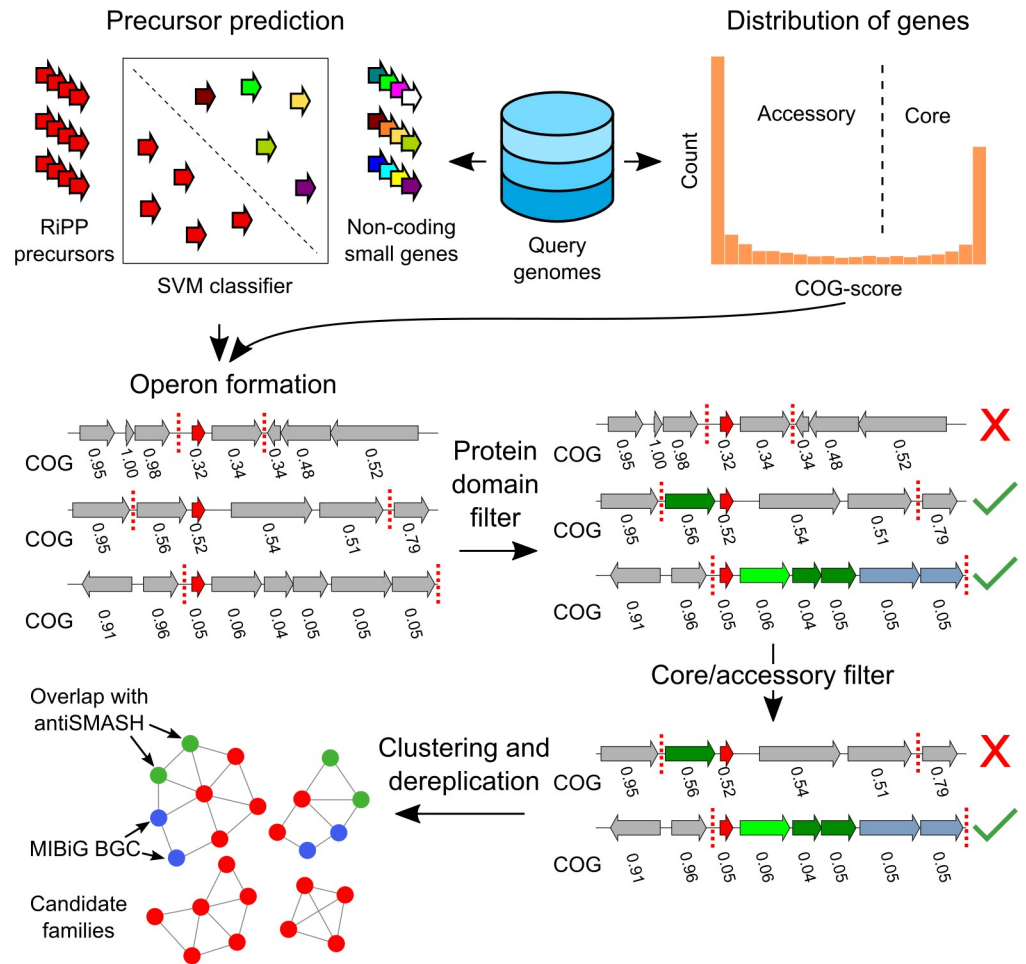 Precursor prediction
Distribution of genes
RiPP
precursors
SVM classifier
Non-coding
small genes
Query
genomes
Count
Accessory
Core
COG-score
Operon formation
COG
0.95 1.00 0.98 0.32 0.34 0.34 0.48 0.52
COG
0.95 0.56 0.52 0.54 0.51 0.79
COG
0.91 0.96 0.05 0.06 0.04 0.05 0.05 0.05
Protein
domain
filter
COG
0.95 1.00 0.98 0.32 0.34 0.34 0.48 0.52
X
COG
0.95 0.56 0.52 0.54 0.51 0.79
COG
0.91 0.96 0.05 0.06 0.04 0.05 0.05 0.05
Core/accessory filter
COG
0.95 0.56 0.52 0.54 0.51 0.79
X
COG
0.91 0.96 0.05 0.06 0.04 0.05 0.05 0.05
Clustering and
dereplication
Overlap with
antiSMASH
MIBiG BGC
Candidate
families